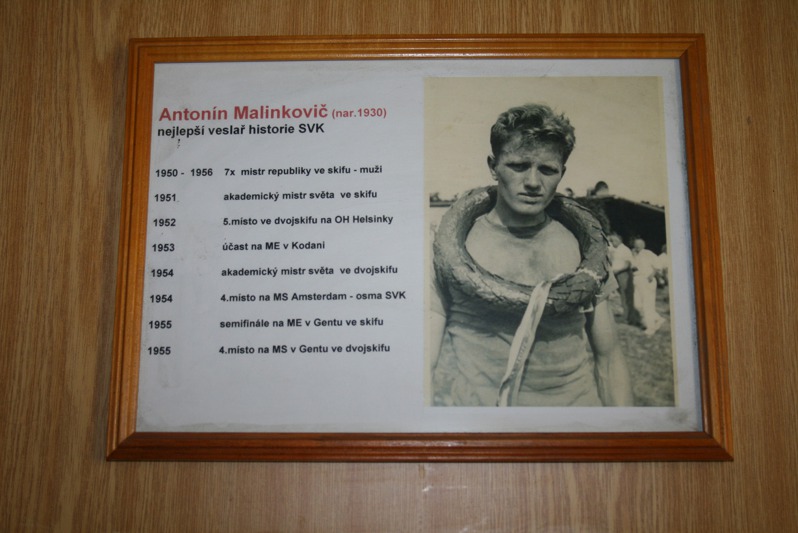 Antonín Malinkovič (nar.1930)
nejlepší veslař historie SVK
1950 - 1956 7x mistr republiky ve skifu - muži
1951 akademický mistr světa ve skifu
1952 5.místo ve dvojskifu na OH Helsinky
1953 účast na ME v Kodani
1954 akademický mistr světa ve dvojskifu
1954 4.místo na MS Amsterdam - osma SVK
1955 semifinále na ME v Gentu ve skifu
1955 4.místo na MS v Gentu ve dvojskifu